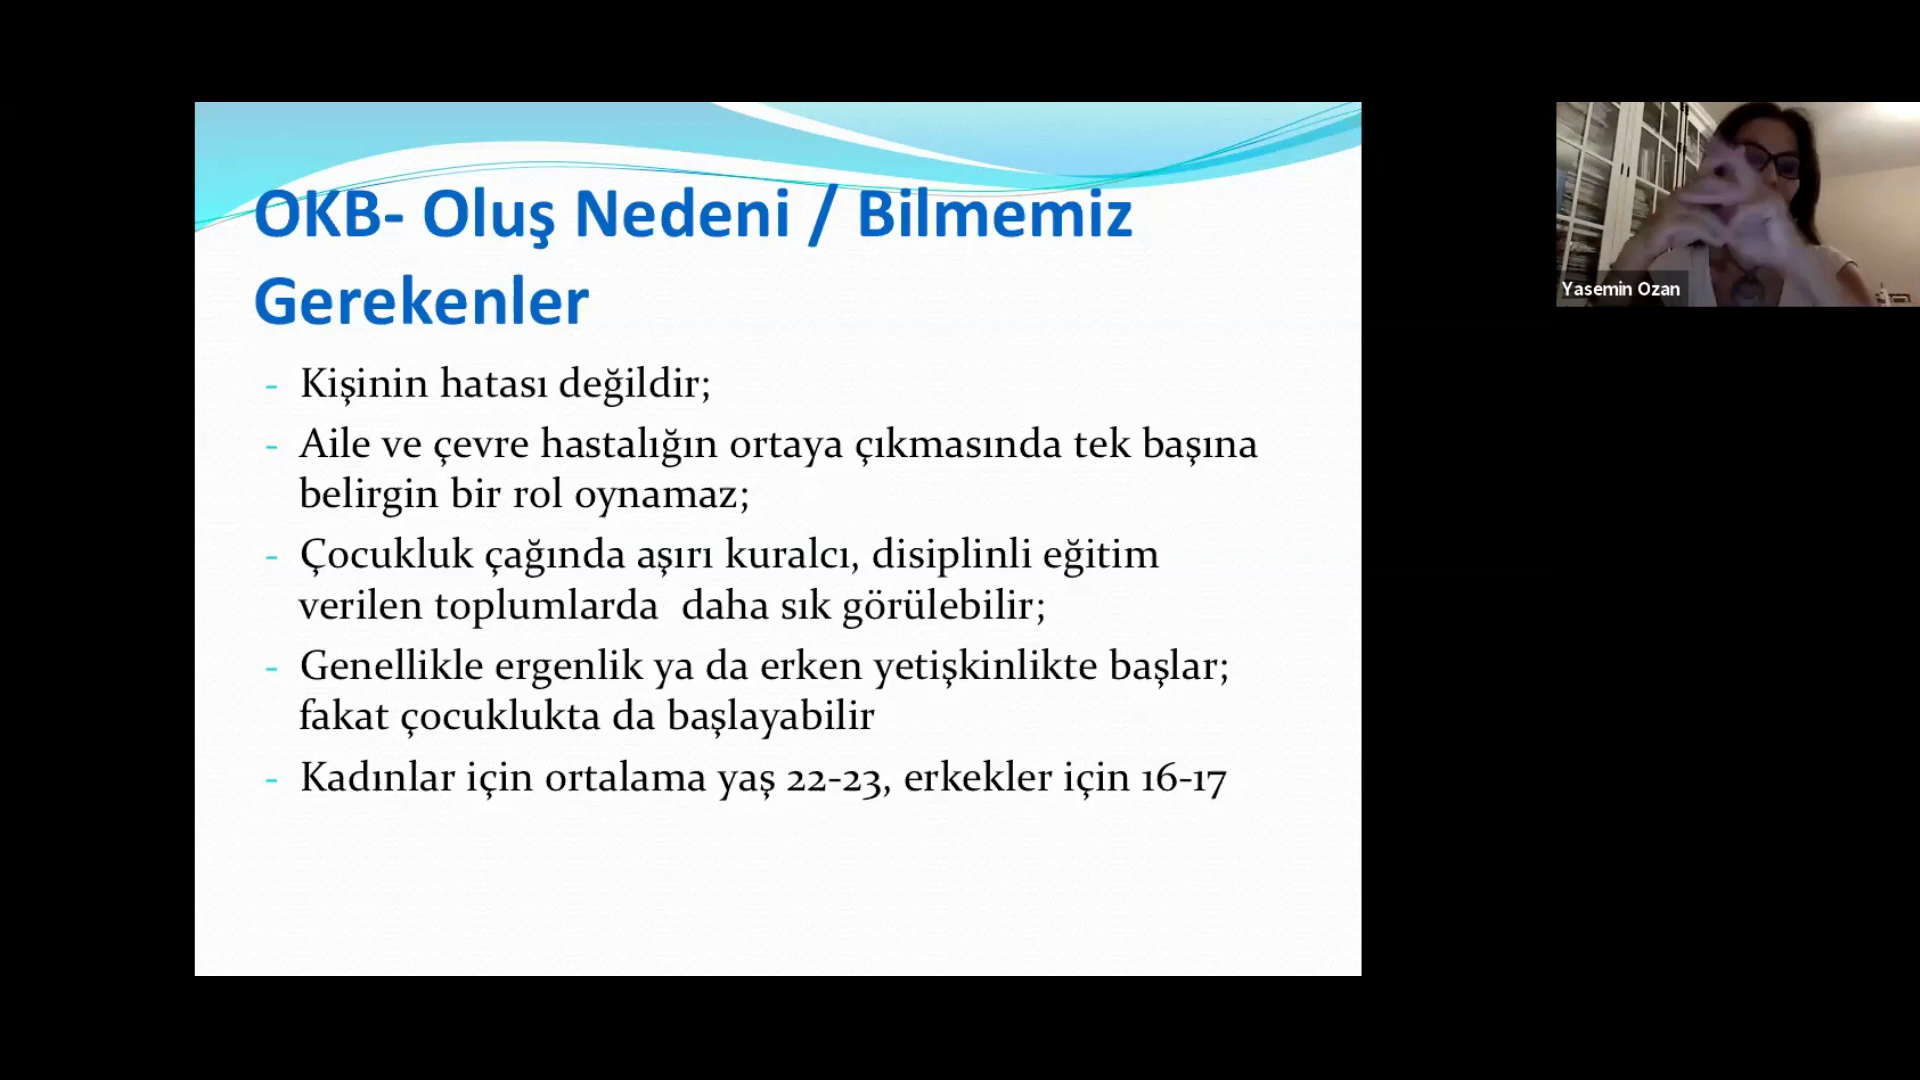 OKB- Oluş Nedeni / Bilmemiz
Gerekenler
- Kişinin hatası değildir;
- Aile ve çevre hastalığın ortaya çıkmasında tek başına
belirgin bir rol oynamaz;
- Çocukluk çağında aşırı kuralcı, disiplinli eğitim
verilen toplumlarda  daha sık görülebilir;
- Genellikle ergenlik ya da erken yetişkinlikte başlar;
fakat çocuklukta da başlayabilir
- Kadınlar için ortalama yaş 22-23, erkekler için 16-17
Yasemin Ozan